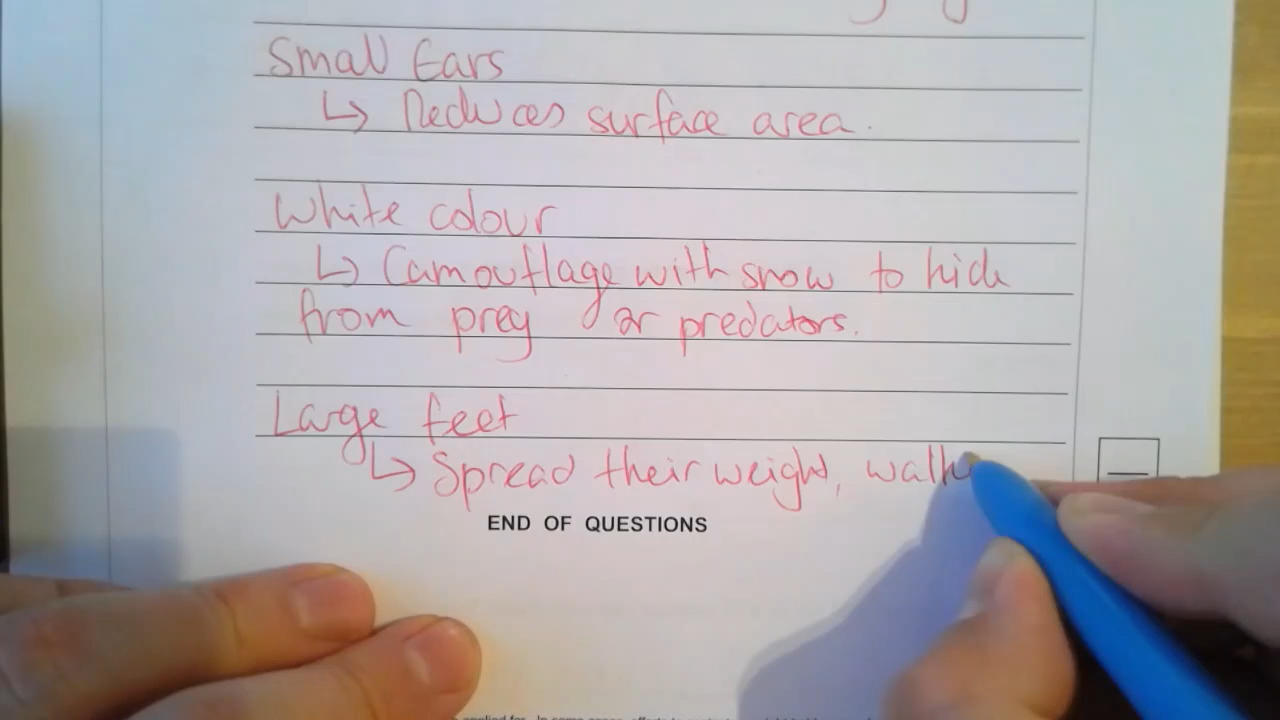 Small Ears
↳ Reduces surface area.
White colour
↳ Camouflage with snow to hide
from prey or predators.
Large feet
↳ Spread their weight, walk
END OF QUESTIONS